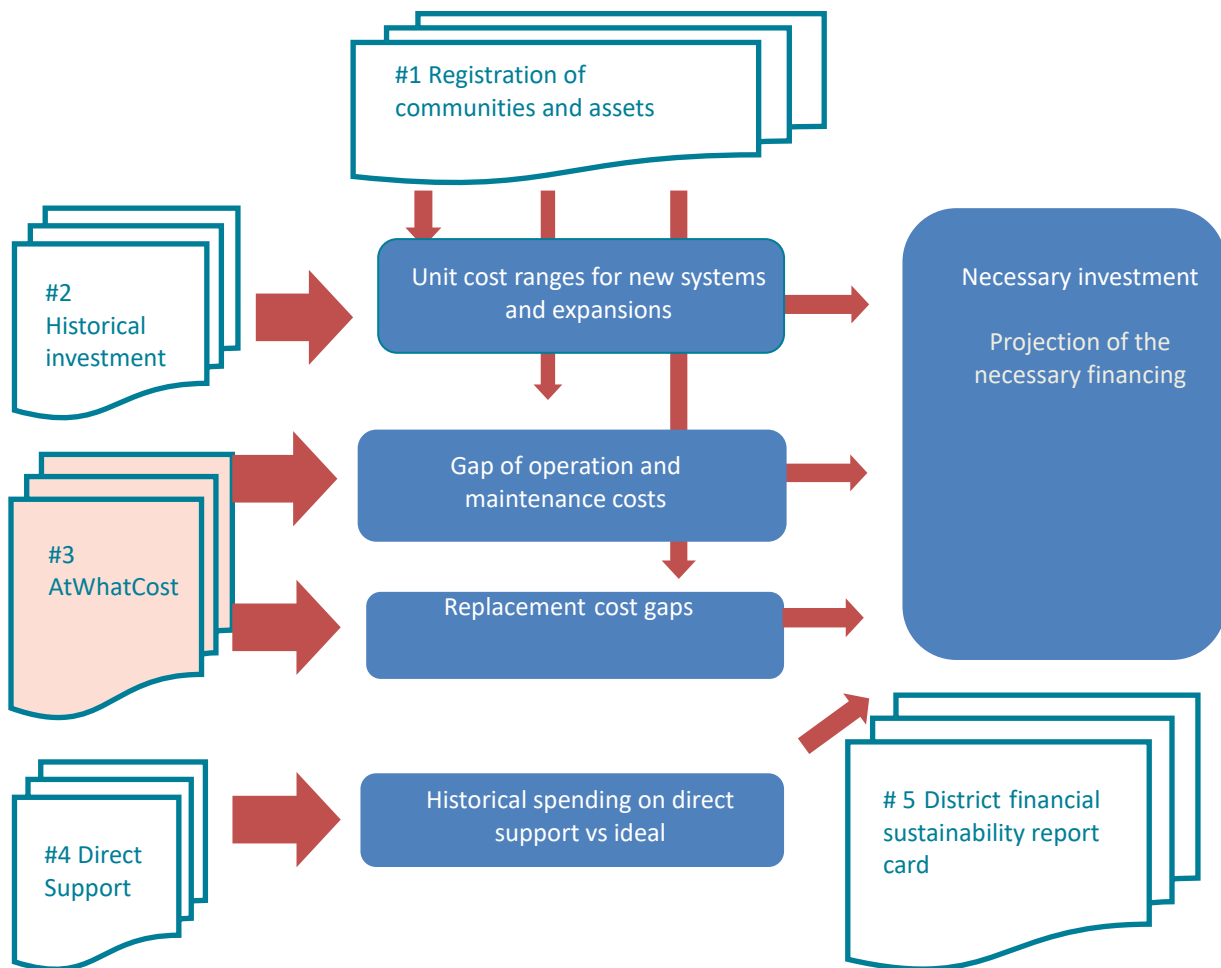 #1 Registration of
communities and assets
#2
Historical
investment
Unit cost ranges for new systems
and expansions
Necessary investment
Projection of the
necessary financing
Gap of operation and
maintenance costs
#3
AtWhatCost
Replacement cost gaps
#4 Direct
Support
Historical spending on direct
support vs ideal
# 5 District financial
sustainability report
card